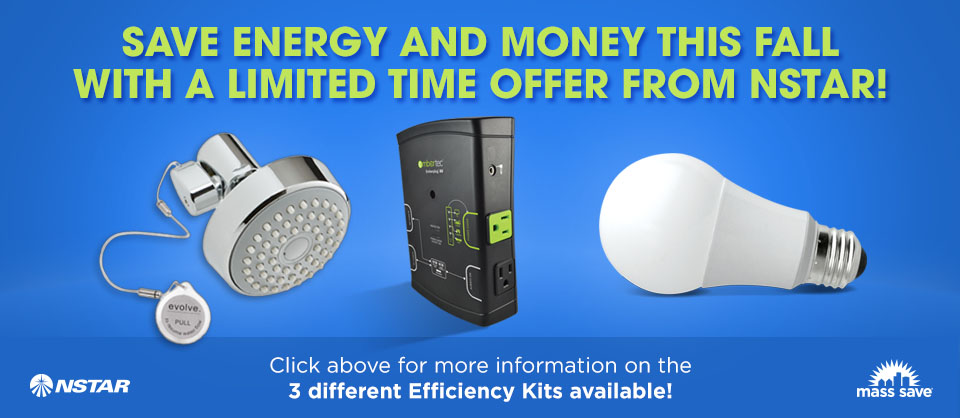 SAVE ENERGY AND MONEY THIS FALL
WITH A LIMITED TIME OFFER FROM NSTAR!
embertec
evolve.
PULL
Click above for more information on the
3 different Efficiency Kits available!
NSTAR
mass save